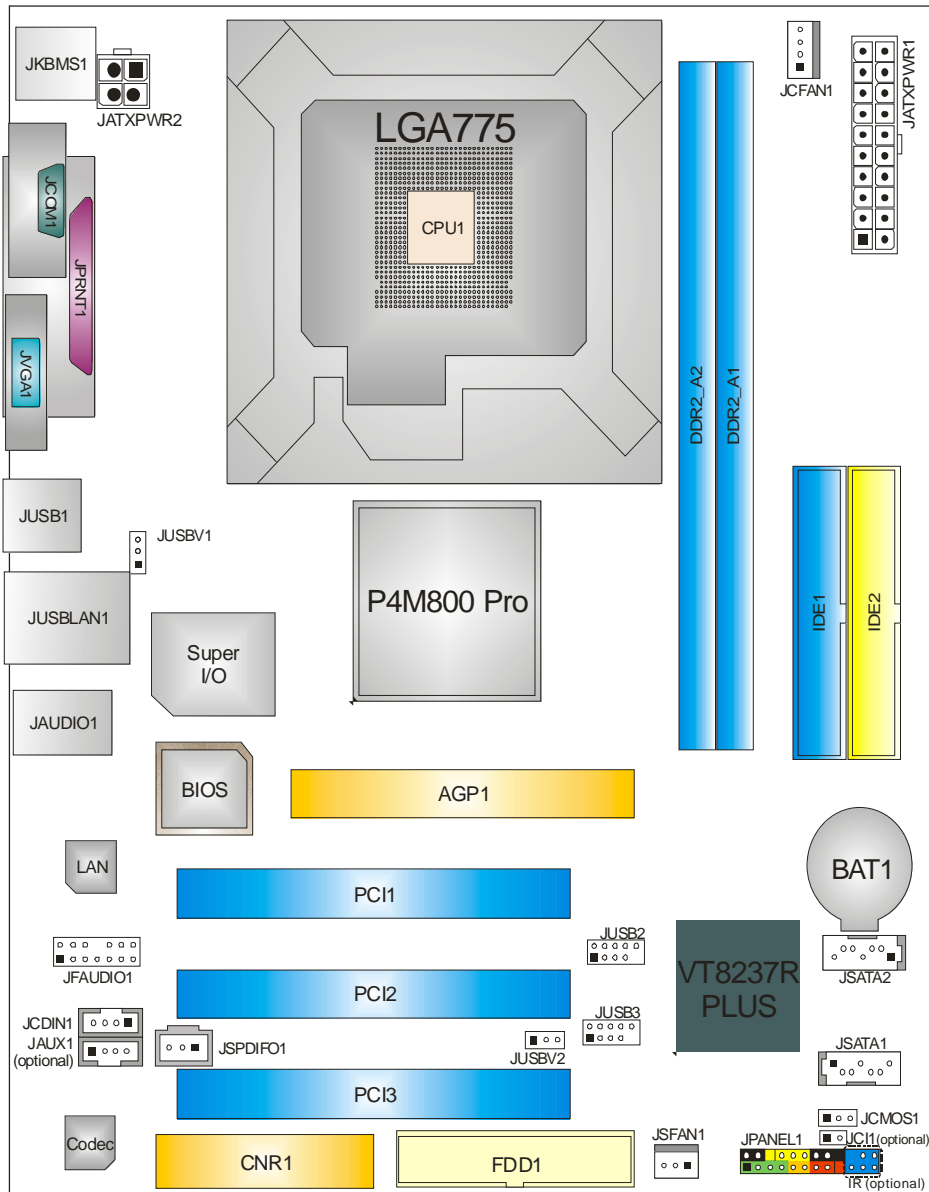 JKBMS1
JATXPWR2
LGA775
CPU1
JCFAN1
JATXPWR1
JCOM1
JPRNT1
JVGA1
DDR2_A2
DDR2_A1
JUSB1
JUSBV1
JUSBLAN1
P4M800 Pro
IDE1
IDE2
Super
I/O
JAUDIO1
BIOS
AGP1
LAN
BAT1
PCI1
JUSB2
VT8237R
PLUS
JSATA2
JFAUDIO1
PCI2
JCDIN1
JUSB3
JAUX1
(optional)
JSPDIFO1
JUSBV2
JSATA1
PCI3
JCMOS1
Codec
CNR1
FDD1
JSFAN1
JPANEL1
JCI1 (optional)
IR (optional)